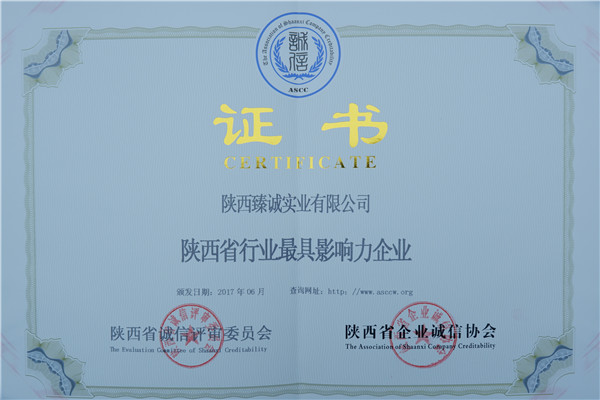 The Association of Shanxi Company Creditability
誠信
ASCC
证书
CERTIFICATE
陕西臻诚实业有限公司
陕西省行业最具影响力企业
颁发日期：2017年06月 查询网址：http：//www.asccw.org
陕西省诚信评审委员会 陕西省企业诚信协会
The Evaluation Committee of Shaanxi Creditability The Association of Shaanxi Company Creditability